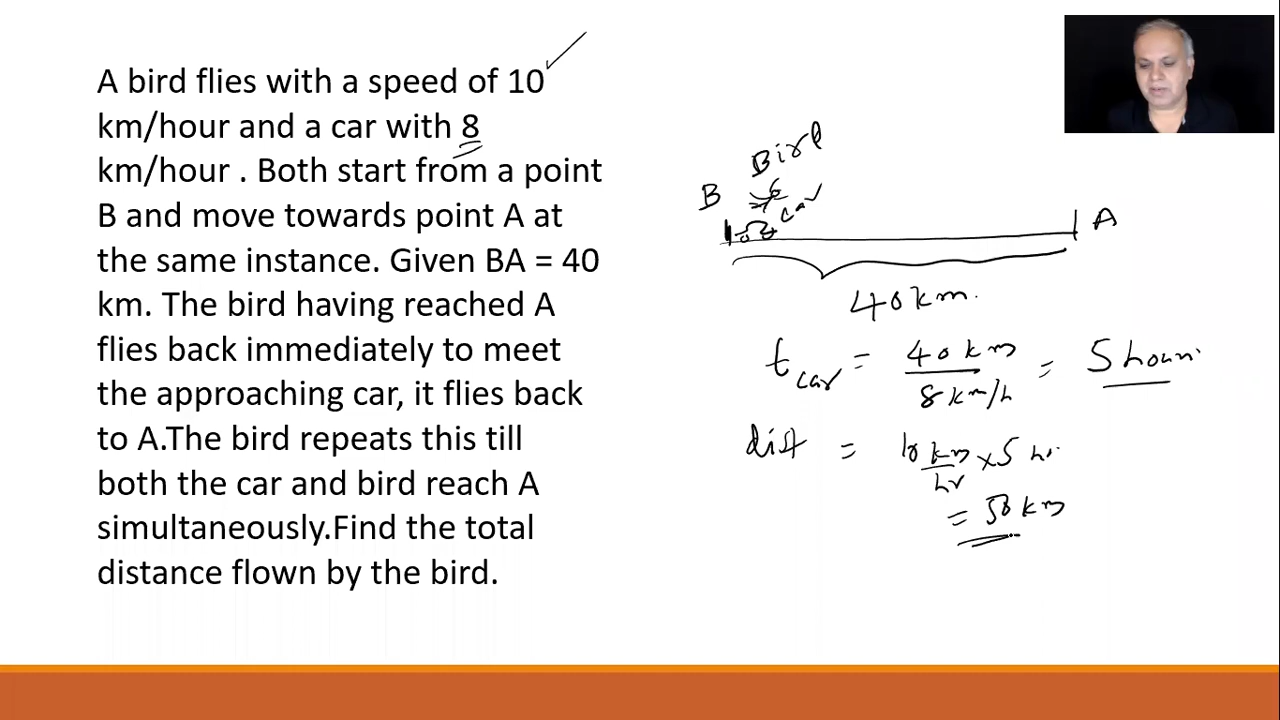 A bird flies with a speed of 10
km/hour and a car with 8
km/hour . Both start from a point
B and move towards point A at
the same instance. Given BA = 40
km. The bird having reached A
flies back immediately to meet
the approaching car, it flies back
to A.The bird repeats this till
both the car and bird reach A
simultaneously.Find the total
distance flown by the bird.
Bird
B
car
A
40 km.
t car = 40 km / 8 km/h = 5 hours
dist = 10 km/hr × 5 hr
= 50 km